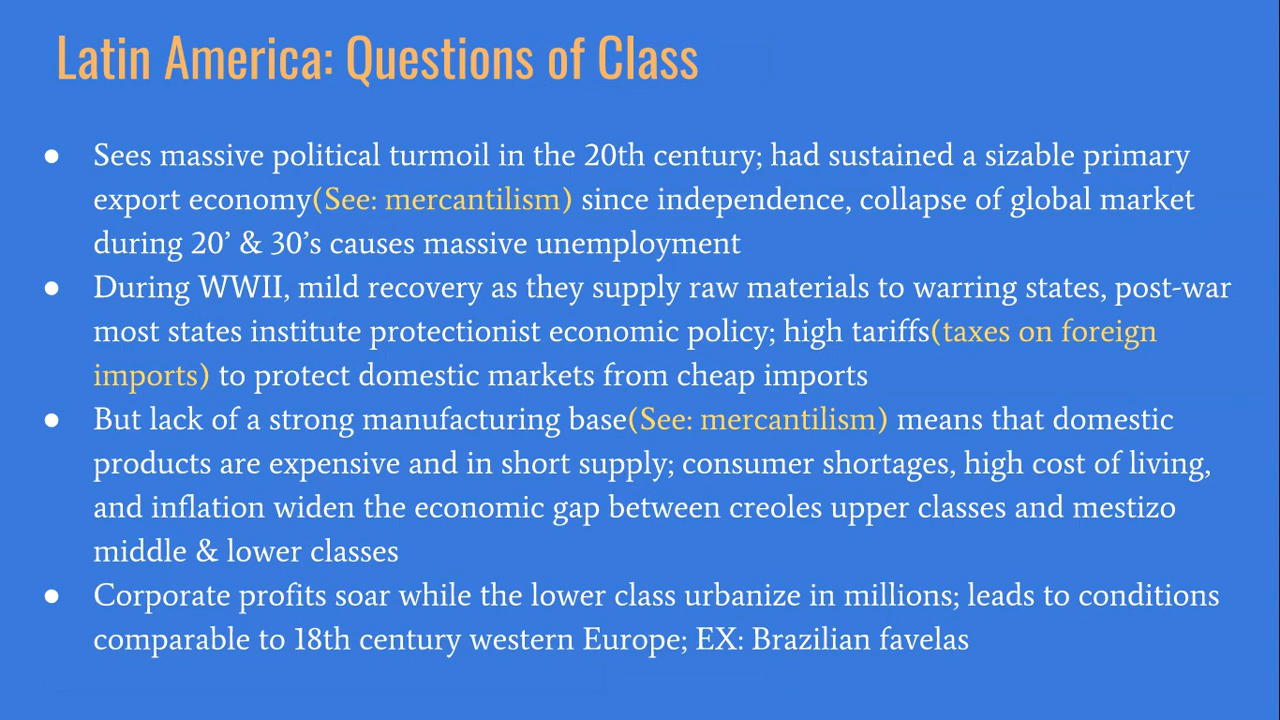 Latin America: Questions of Class
● Sees massive political turmoil in the 20th century; had sustained a sizable primary
export economy(See: mercantilism) since independence, collapse of global market
during 20’ & 30’s causes massive unemployment
● During WWII, mild recovery as they supply raw materials to warring states, post-war
most states institute protectionist economic policy; high tariffs(taxes on foreign
imports) to protect domestic markets from cheap imports
● But lack of a strong manufacturing base(See: mercantilism) means that domestic
products are expensive and in short supply; consumer shortages, high cost of living,
and inflation widen the economic gap between creoles upper classes and mestizo
middle & lower classes
● Corporate profits soar while the lower class urbanize in millions; leads to conditions
comparable to 18th century western Europe; EX: Brazilian favelas